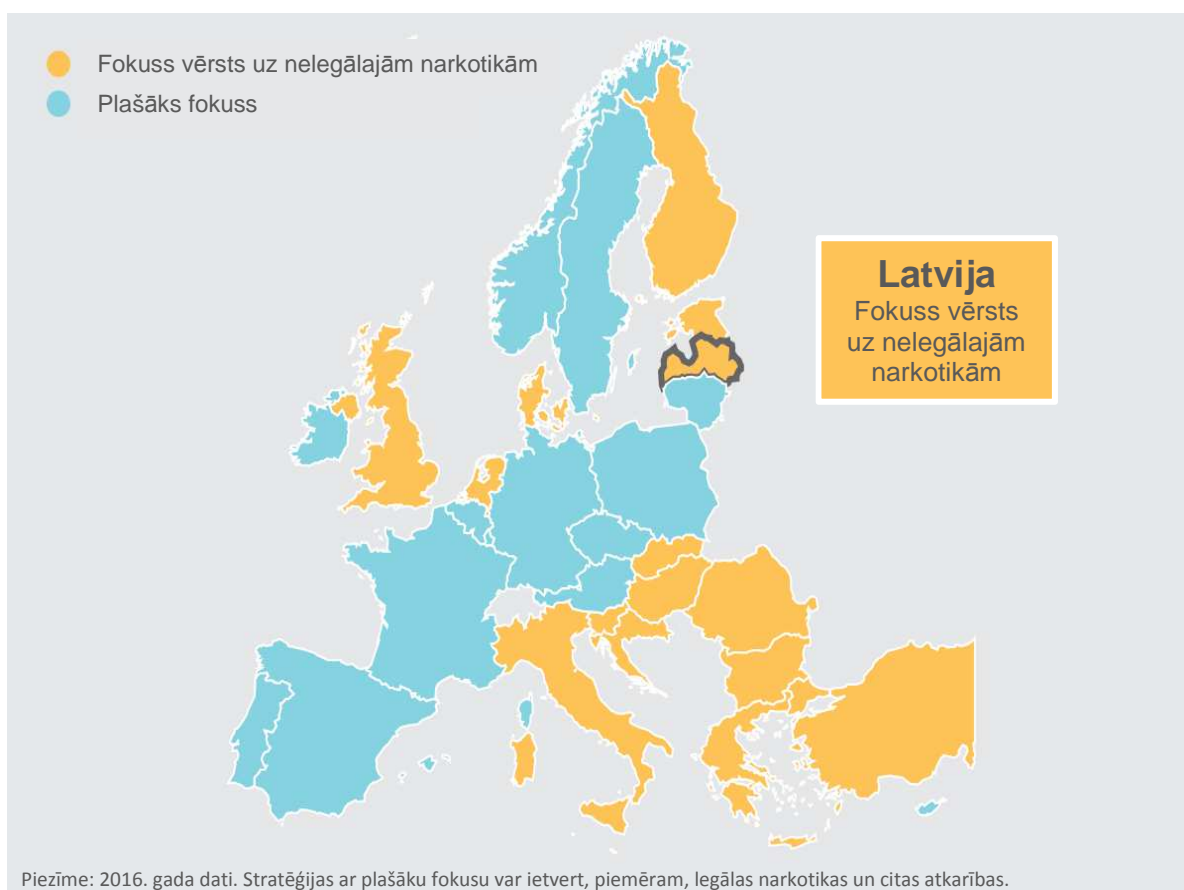 Fokuss vērsts uz nelegālajām narkotikām
Plašāks fokuss
Latvija
Fokuss vērsts
uz nelegālajām
narkotikām
Piezīme: 2016. gada dati. Stratēģijas ar plašāku fokusu var ietvert, piemēram, legālas narkotikas un citas atkarības.